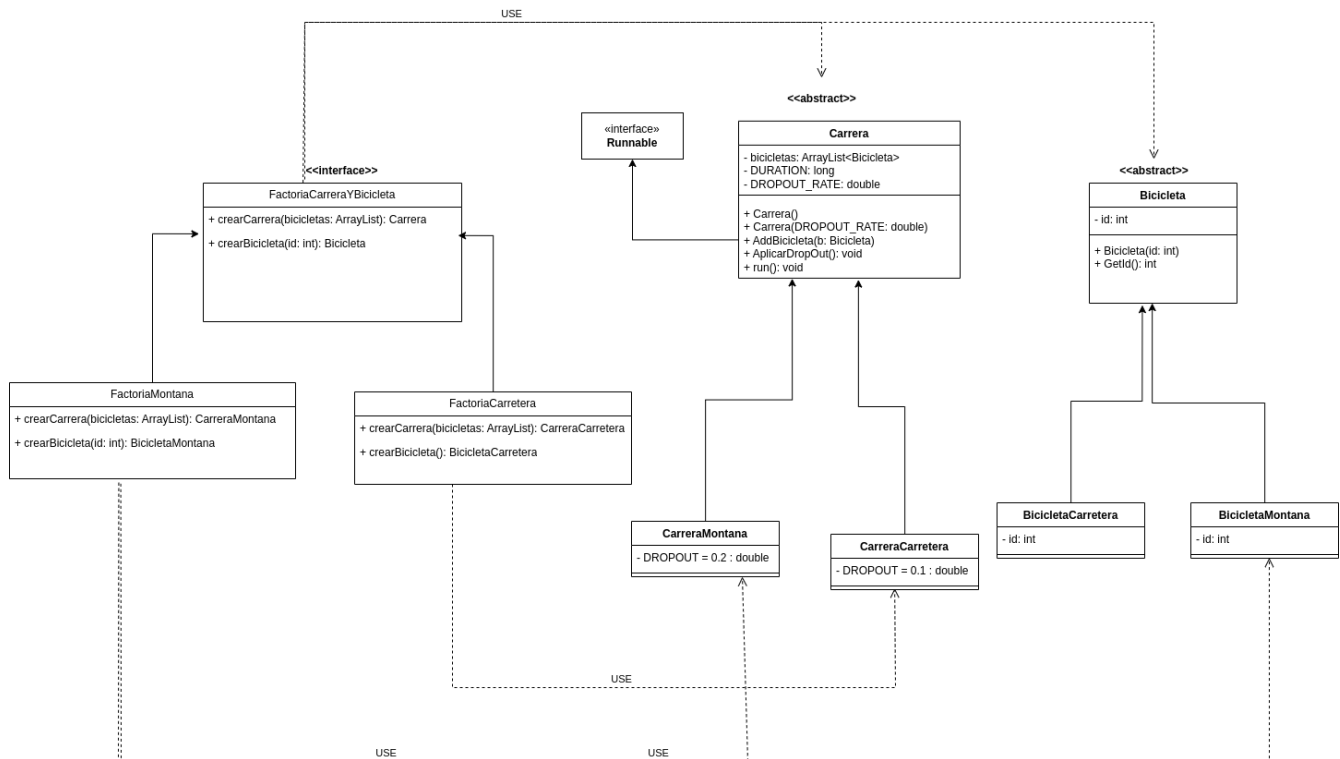 USE
<<abstract>>
«interface»
Runnable
Carrera
- bicicletas: ArrayList<Bicicleta>
- DURATION: long
- DROPOUT_RATE: double
+ Carrera()
+ Carrera(DROPOUT_RATE: double)
+ AddBicicleta(b: Bicicleta)
+ AplicarDropOut(): void
+ run(): void
<<interface>>
FactoriaCarreraYBicicleta
+ crearCarrera(bicicletas: ArrayList): Carrera
+ crearBicicleta(id: int): Bicicleta
<<abstract>>
Bicicleta
- id: int
+ Bicicleta(id: int)
+ GetId(): int
FactoriaMontana
+ crearCarrera(bicicletas: ArrayList): CarreraMontana
+ crearBicicleta(id: int): BicicletaMontana
FactoriaCarretera
+ crearCarrera(bicicletas: ArrayList): CarreraCarretera
+ crearBicicleta(): BicicletaCarretera
CarreraMontana
- DROPOUT = 0.2 : double
CarreraCarretera
- DROPOUT = 0.1 : double
BicicletaCarretera
- id: int
BicicletaMontana
- id: int
USE
USE
USE